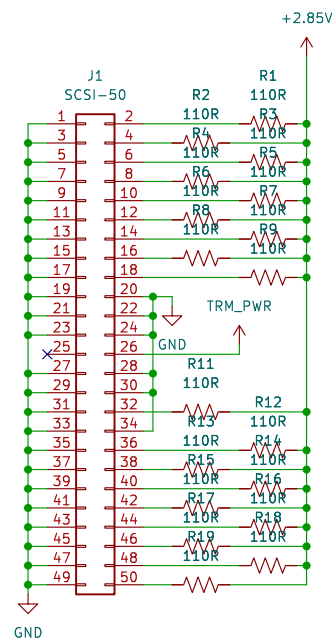 +2.85V
J1
SCSI-50
R1
110R
R2
110R
R3
110R
R4
110R
R5
110R
R6
110R
R7
110R
R8
110R
R9
110R
1 2
3 4
5 6
7 8
9 10
11 12
13 14
15 16
17 18
19 20
21 22
23 24
25 26
27 28
29 30
31 32
33 34
35 36
37 38
39 40
41 42
43 44
45 46
47 48
49 50
TRM_PWR
GND
R11
110R
R12
110R
R13
110R
R14
110R
R15
110R
R16
110R
R17
110R
R18
110R
R19
110R
GND